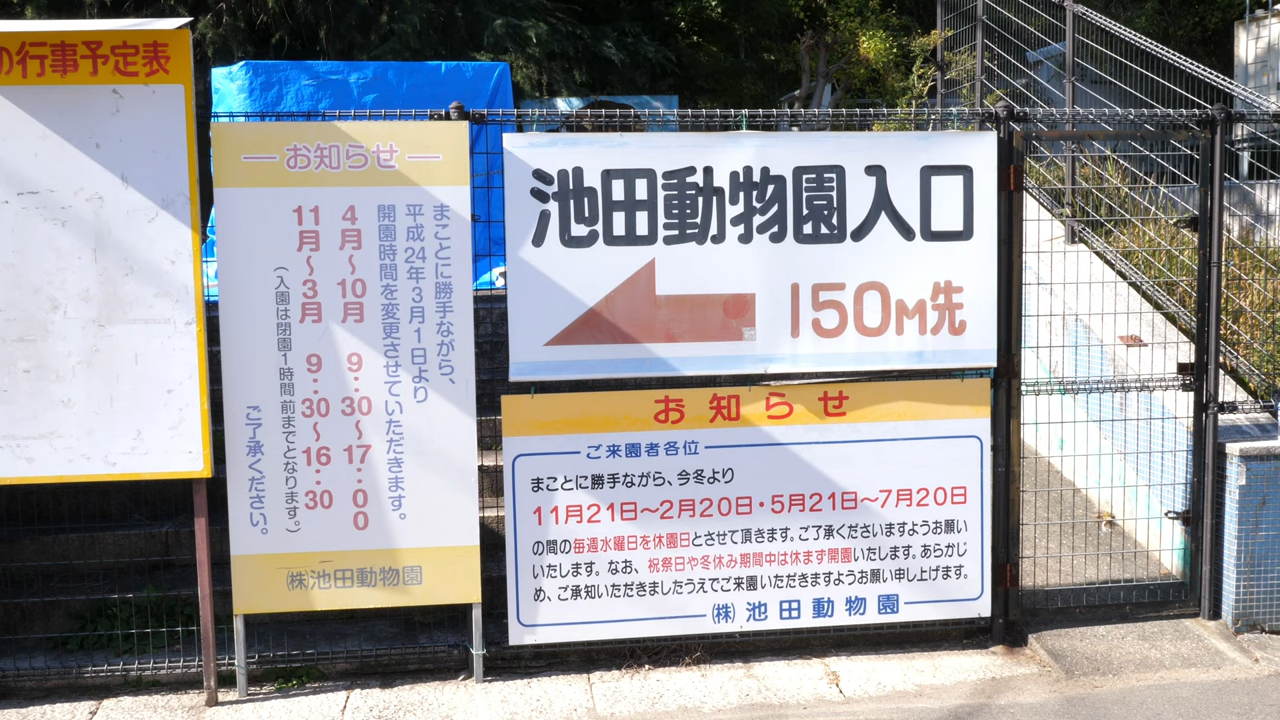 の行事予定表
お知らせ
まことに勝手ながら、
平成24年3月1日より
開園時間を変更させていただきます。
4月〜10月 9:30〜17:00
11月〜3月 9:30〜16:30
(入園は閉園1時間前までとなります。)
ご了承ください。
㈱池田動物園
池田動物園入口
150M先
お知らせ
ご来園者各位
まことに勝手ながら、今冬より
11月21日〜2月20日・5月21日〜7月20日
の間の毎週水曜日を休園日とさせて頂きます。ご了承くださいますようお願い
いたします。なお、祝祭日や冬休み期間中は休まず開園いたします。あらかじ
め、ご承知いただきましたうえでご来園いただきますようお願い申し上げます。
㈱池田動物園